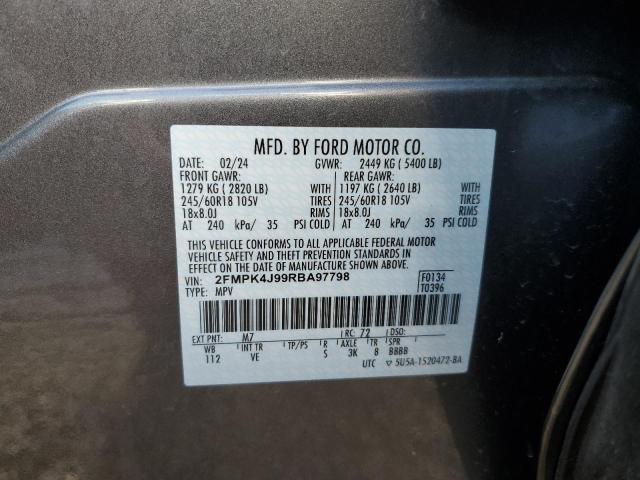 MFD. BY FORD MOTOR CO.
DATE: 02/24 GVWR: 2449 KG ( 5400 LB)
FRONT GAWR: REAR GAWR:
1279 KG ( 2820 LB) WITH 1197 KG ( 2640 LB) WITH
245/60R18 105V TIRES 245/60R18 105V TIRES
18x8.0J RIMS 18x8.0J RIMS
AT 240 kPa/ 35 PSI COLD AT 240 kPa/ 35 PSI COLD
THIS VEHICLE CONFORMS TO ALL APPLICABLE FEDERAL MOTOR
VEHICLE SAFETY AND THEFT PREVENTION STANDARDS IN
EFFECT ON THE DATE OF MANUFACTURE SHOWN ABOVE.
VIN: 2FMPK4J99RBA97798 F0134
TYPE: MPV T0396
EXT PNT: M7 RC: 72 DSO:
WB INT TR TP/PS R AXLE TR SPR
112 VE S 3K 8 BBBB
UTC ▽ 5U5A-1520472-BA